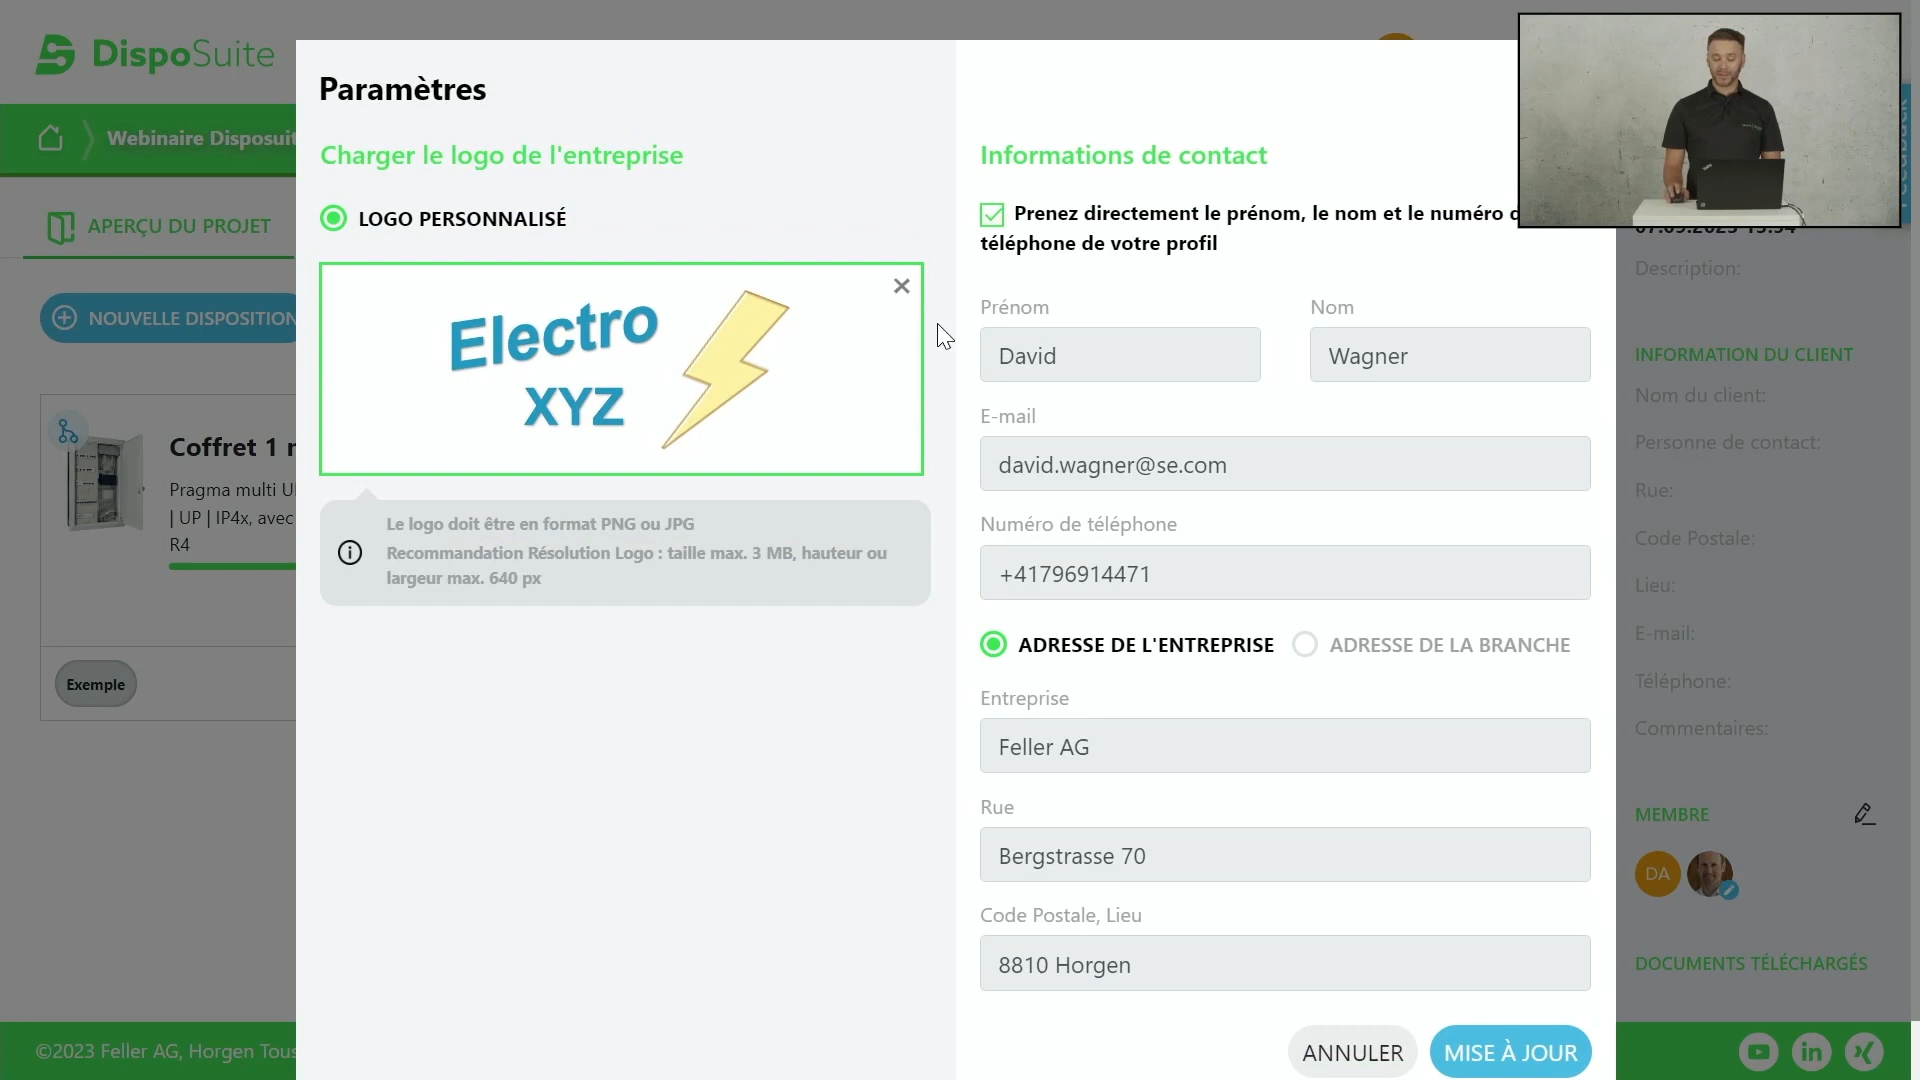 DispoSuite
Webinaire Disposuit
APERÇU DU PROJET
NOUVELLE DISPOSITION
Coffret 1 r
Pragma multi U
| UP | IP4x, avec
R4
Exemple
©2023 Feller AG, Horgen Tous
Paramètres
Charger le logo de l'entreprise
LOGO PERSONNALISÉ
Electro
XYZ
Le logo doit être en format PNG ou JPG
Recommandation Résolution Logo : taille max. 3 MB, hauteur ou
largeur max. 640 px
Informations de contact
Prenez directement le prénom, le nom et le numéro
téléphone de votre profil
Prénom
Nom
David
Wagner
E-mail
david.wagner@se.com
Numéro de téléphone
+41796914471
ADRESSE DE L'ENTREPRISE
ADRESSE DE LA BRANCHE
Entreprise
Feller AG
Rue
Bergstrasse 70
Code Postale, Lieu
8810 Horgen
ANNULER
MISE À JOUR
Description:
INFORMATION DU CLIENT
Nom du client:
Personne de contact:
Rue:
Code Postale:
Lieu:
E-mail:
Téléphone:
Commentaires:
MEMBRE
DA
DOCUMENTS TÉLÉCHARGÉS
in